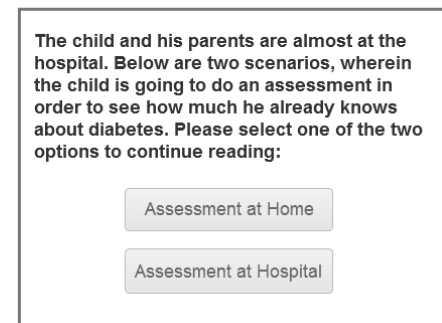 The child and his parents are almost at the
hospital. Below are two scenarios, wherein
the child is going to do an assessment in
order to see how much he already knows
about diabetes. Please select one of the two
options to continue reading:
Assessment at Home
Assessment at Hospital